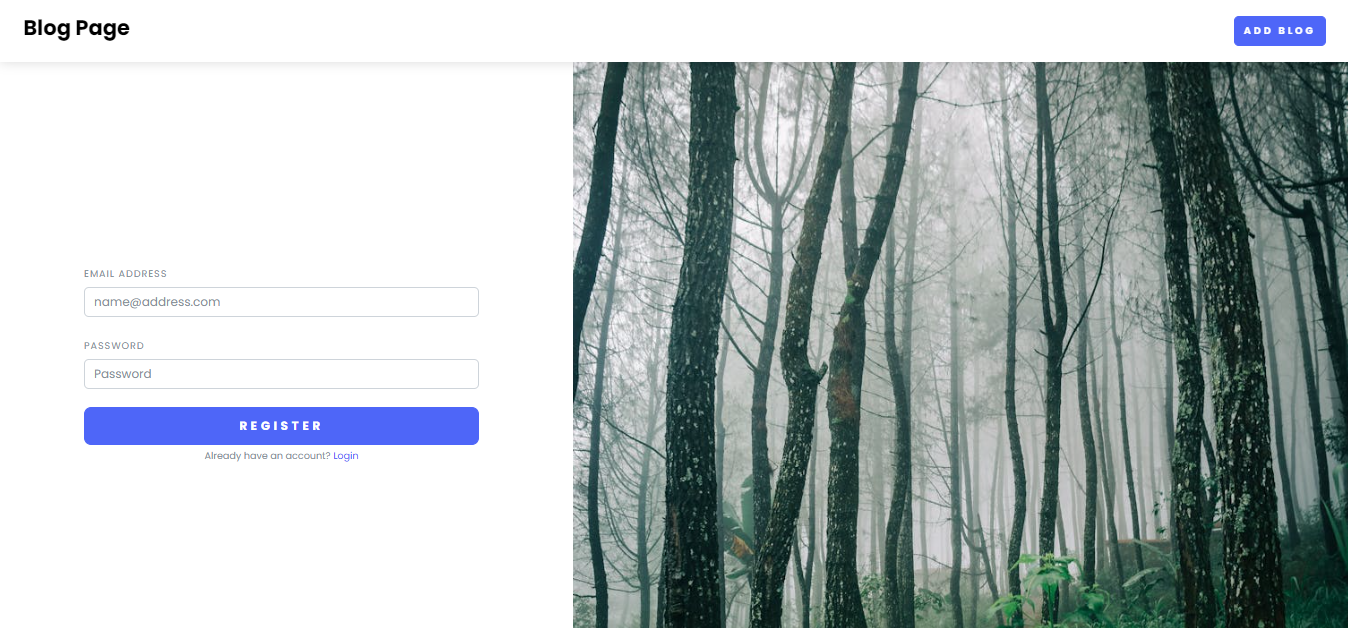 Blog Page
ADD BLOG
EMAIL ADDRESS
name@address.com
PASSWORD
Password
REGISTER
Already have an account? Login